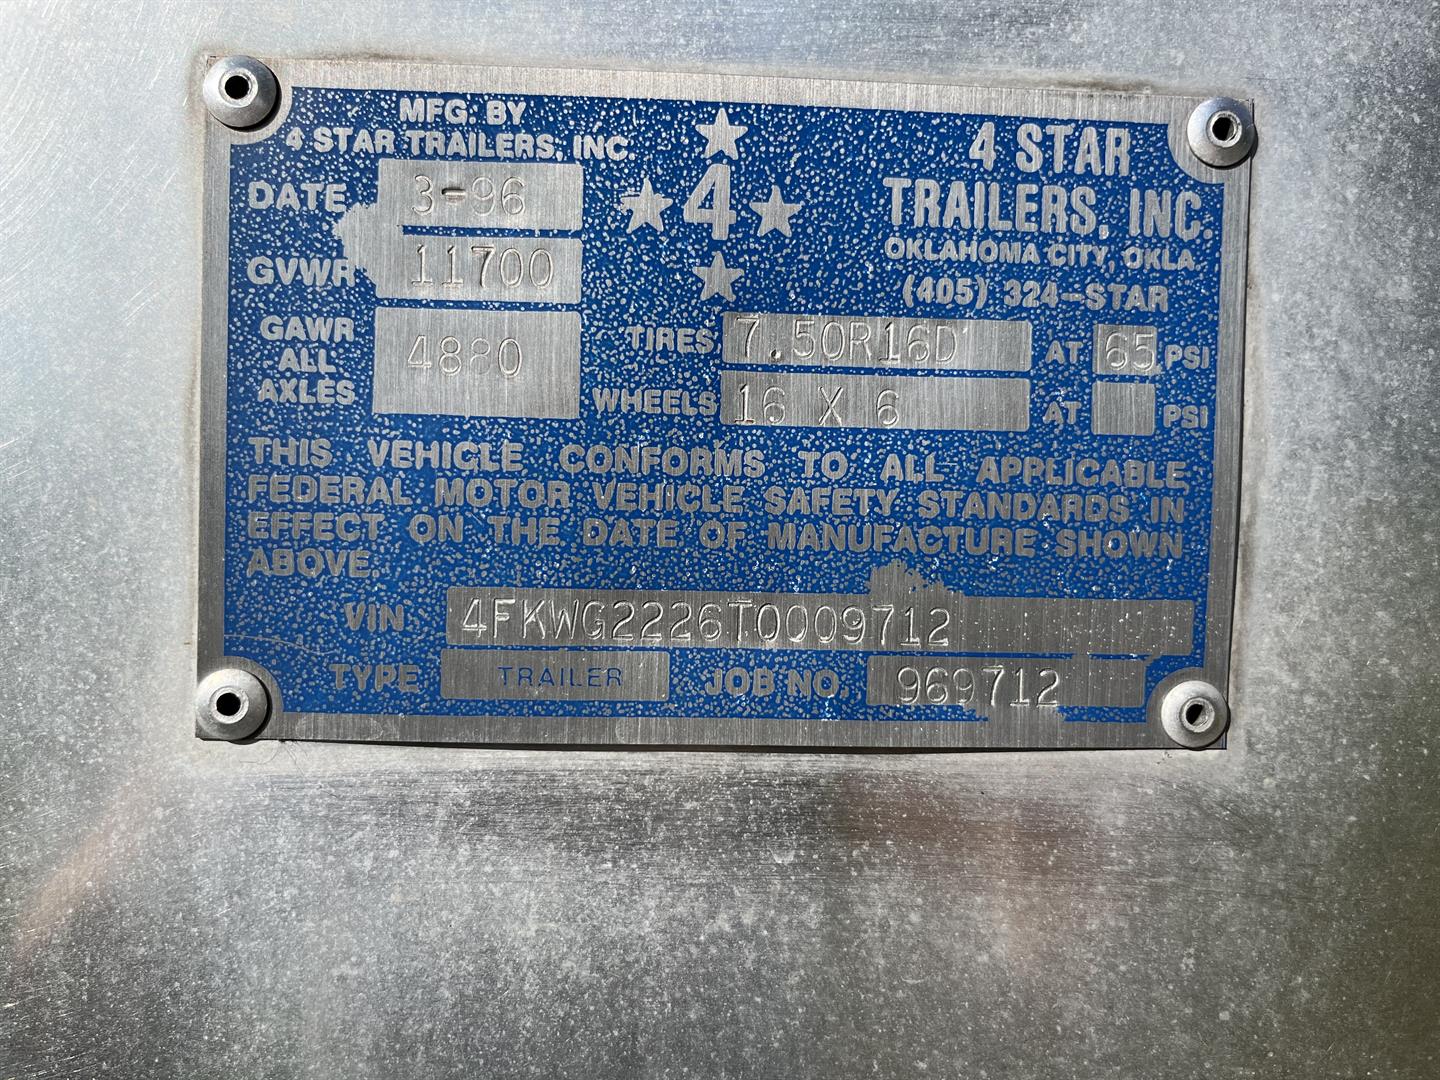 MFG. BY
4 STAR TRAILERS, INC.
DATE 3-96
GVWR 11700
GAWR
ALL
AXLES
4880
4
4 STAR
TRAILERS, INC.
OKLAHOMA CITY, OKLA.
(405) 324-STAR
TIRES 7.50R16D AT 65 PSI
WHEELS 16 X 6 AT PSI
THIS VEHICLE CONFORMS TO ALL APPLICABLE
FEDERAL MOTOR VEHICLE SAFETY STANDARDS IN
EFFECT ON THE DATE OF MANUFACTURE SHOWN
ABOVE.
VIN 4FKWG2226T0009712
TYPE TRAILER JOB NO. 969712